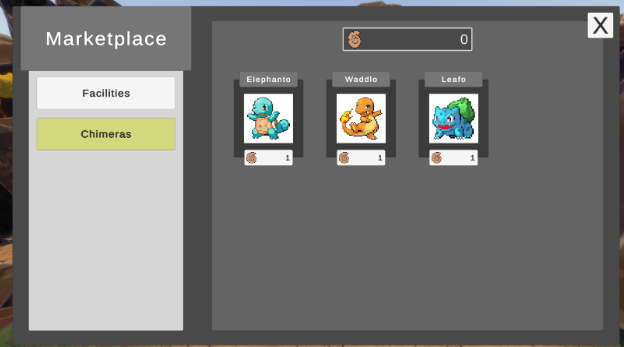 Marketplace
X
0
Facilities
Chimeras
Elephanto
Waddlo
Leafo
1
1
1